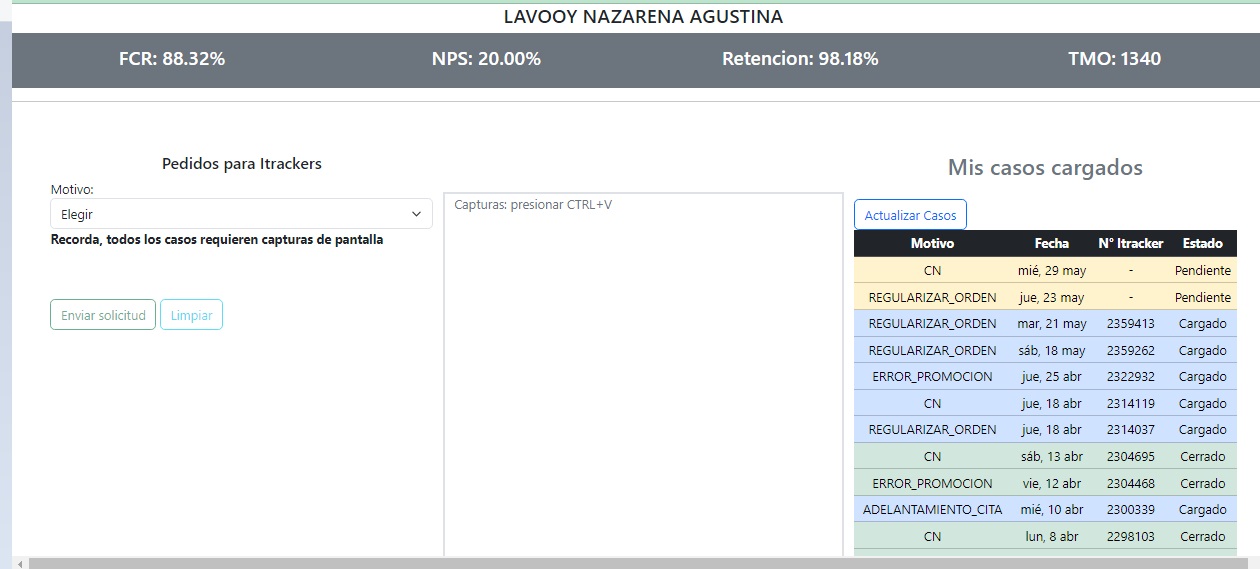 LAVOOY NAZARENA AGUSTINA
FCR: 88.32% NPS: 20.00% Retencion: 98.18% TMO: 1340
Pedidos para Itrackers
Motivo:
Elegir
Recorda, todos los casos requieren capturas de pantalla
Enviar solicitud Limpiar
Capturas: presionar CTRL+V
Mis casos cargados
Actualizar Casos
Motivo Fecha N° Itracker Estado
CN mié, 29 may - Pendiente
REGULARIZAR_ORDEN jue, 23 may - Pendiente
REGULARIZAR_ORDEN mar, 21 may 2359413 Cargado
REGULARIZAR_ORDEN sáb, 18 may 2359262 Cargado
ERROR_PROMOCION jue, 25 abr 2322932 Cargado
CN jue, 18 abr 2314119 Cargado
REGULARIZAR_ORDEN jue, 18 abr 2314037 Cargado
CN sáb, 13 abr 2304695 Cerrado
ERROR_PROMOCION vie, 12 abr 2304468 Cerrado
ADELANTAMIENTO_CITA mié, 10 abr 2300339 Cargado
CN lun, 8 abr 2298103 Cerrado